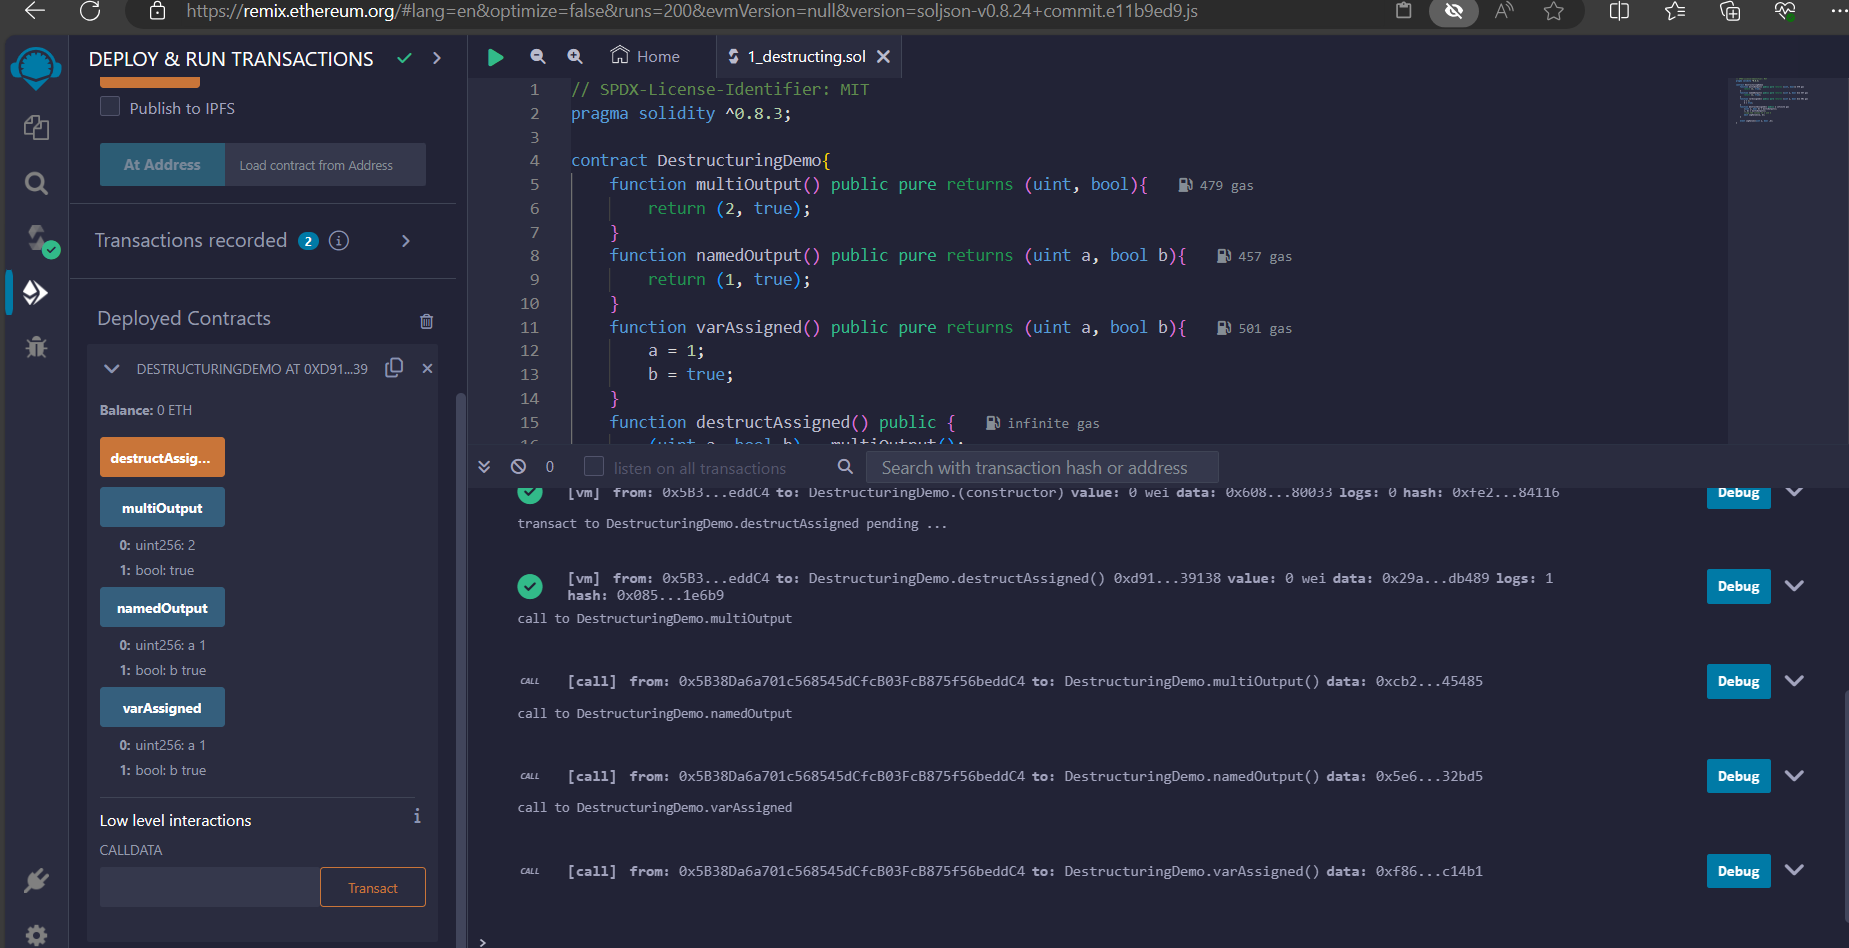 https://remix.ethereum.org/#lang=en&optimize=false&runs=200&evmVersion=null&version=soljson-v0.8.24+commit.e11b9ed9.js
DEPLOY & RUN TRANSACTIONS
Publish to IPFS
At Address
Load contract from Address
Transactions recorded 2 i
Deployed Contracts
DESTRUCTURINGDEMO AT 0XD91...39
Balance: 0 ETH
destructAssig...
multiOutput
0: uint256: 2
1: bool: true
namedOutput
0: uint256: a 1
1: bool: b true
varAssigned
0: uint256: a 1
1: bool: b true
Low level interactions i
CALLDATA
Transact
Home
1_destructing.sol
1 // SPDX-License-Identifier: MIT
2 pragma solidity ^0.8.3;
3
4 contract DestructuringDemo{
5 function multiOutput() public pure returns (uint, bool){ 479 gas
6 return (2, true);
7 }
8 function namedOutput() public pure returns (uint a, bool b){ 457 gas
9 return (1, true);
10 }
11 function varAssigned() public pure returns (uint a, bool b){ 501 gas
12 a = 1;
13 b = true;
14 }
15 function destructAssigned() public { infinite gas
16 (uint a, bool b) = multiOutput();
0
listen on all transactions
Search with transaction hash or address
[vm] from: 0x5B3...eddC4 to: DestructuringDemo.(constructor) value: 0 wei data: 0x608...80033 logs: 0 hash: 0xfe2...84116
Debug
transact to DestructuringDemo.destructAssigned pending ...
[vm] from: 0x5B3...eddC4 to: DestructuringDemo.destructAssigned() 0xd91...39138 value: 0 wei data: 0x29a...db489 logs: 1
hash: 0x085...1e6b9
Debug
call to DestructuringDemo.multiOutput
CALL [call] from: 0x5B38Da6a701c568545dCfcB03FcB875f56beddC4 to: DestructuringDemo.multiOutput() data: 0xcb2...45485
Debug
call to DestructuringDemo.namedOutput
CALL [call] from: 0x5B38Da6a701c568545dCfcB03FcB875f56beddC4 to: DestructuringDemo.namedOutput() data: 0x5e6...32bd5
Debug
call to DestructuringDemo.varAssigned
CALL [call] from: 0x5B38Da6a701c568545dCfcB03FcB875f56beddC4 to: DestructuringDemo.varAssigned() data: 0xf86...c14b1
Debug
>